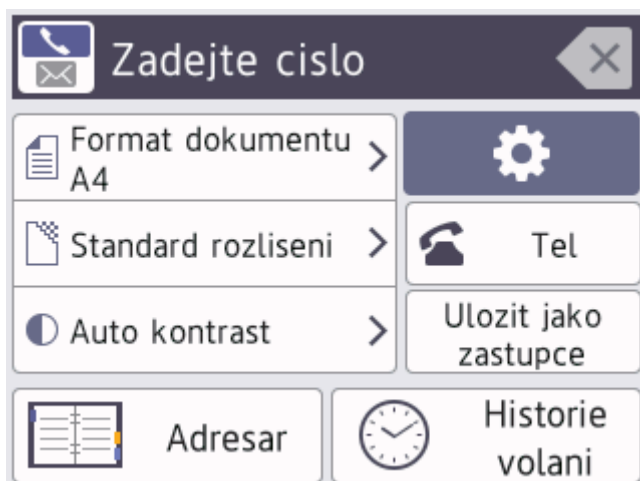 Zadejte cislo
Format dokumentu
A4
Standard rozliseni
Tel
Auto kontrast
Ulozit jako
zastupce
Adresar
Historie
volani